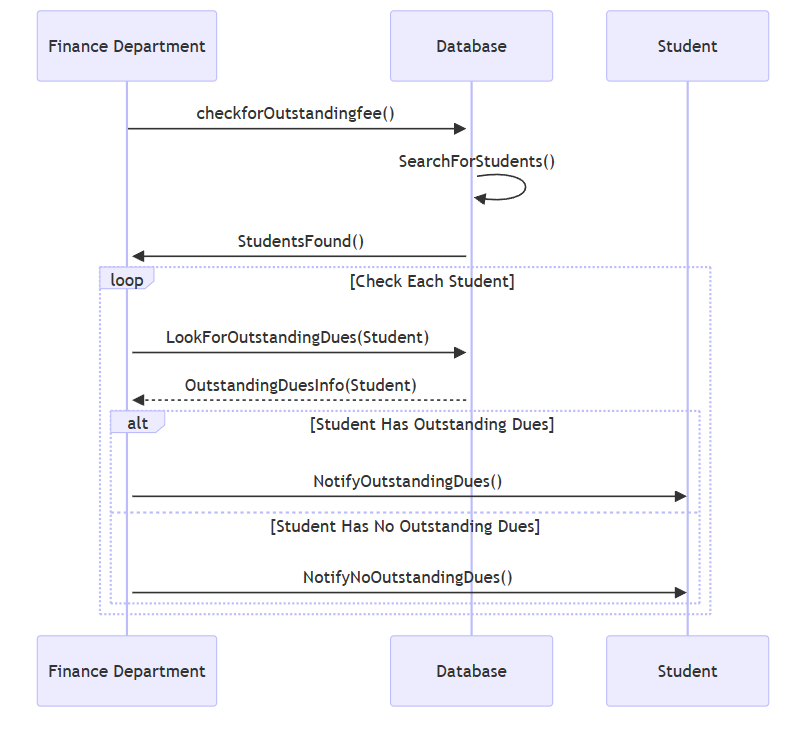 Finance Department
Database
Student
checkforOutstandingfee()
SearchForStudents()
StudentsFound()
loop
[Check Each Student]
LookForOutstandingDues(Student)
OutstandingDuesInfo(Student)
alt
[Student Has Outstanding Dues]
NotifyOutstandingDues()
[Student Has No Outstanding Dues]
NotifyNoOutstandingDues()
Finance Department
Database
Student